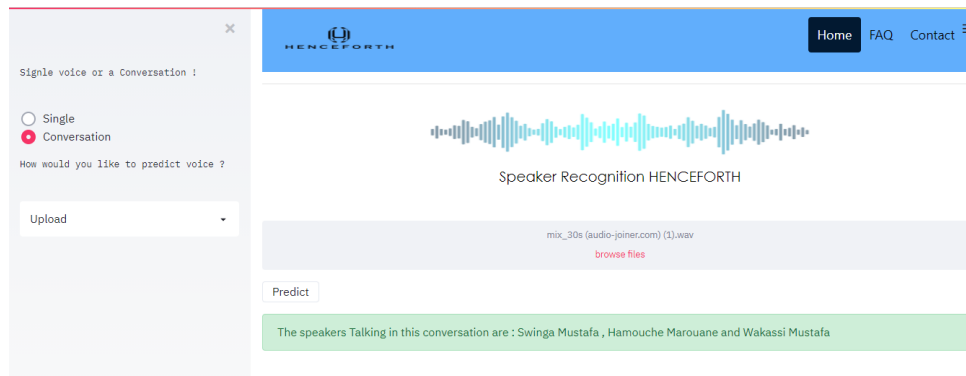 ×
Signle voice or a Conversation !
Single
Conversation
How would you like to predict voice ?
Upload
HENCEFORTH
Home FAQ Contact
Speaker Recognition HENCEFORTH
mix_30s (audio-joiner.com) (1).wav
browse files
Predict
The speakers Talking in this conversation are : Swinga Mustafa , Hamouche Marouane and Wakassi Mustafa